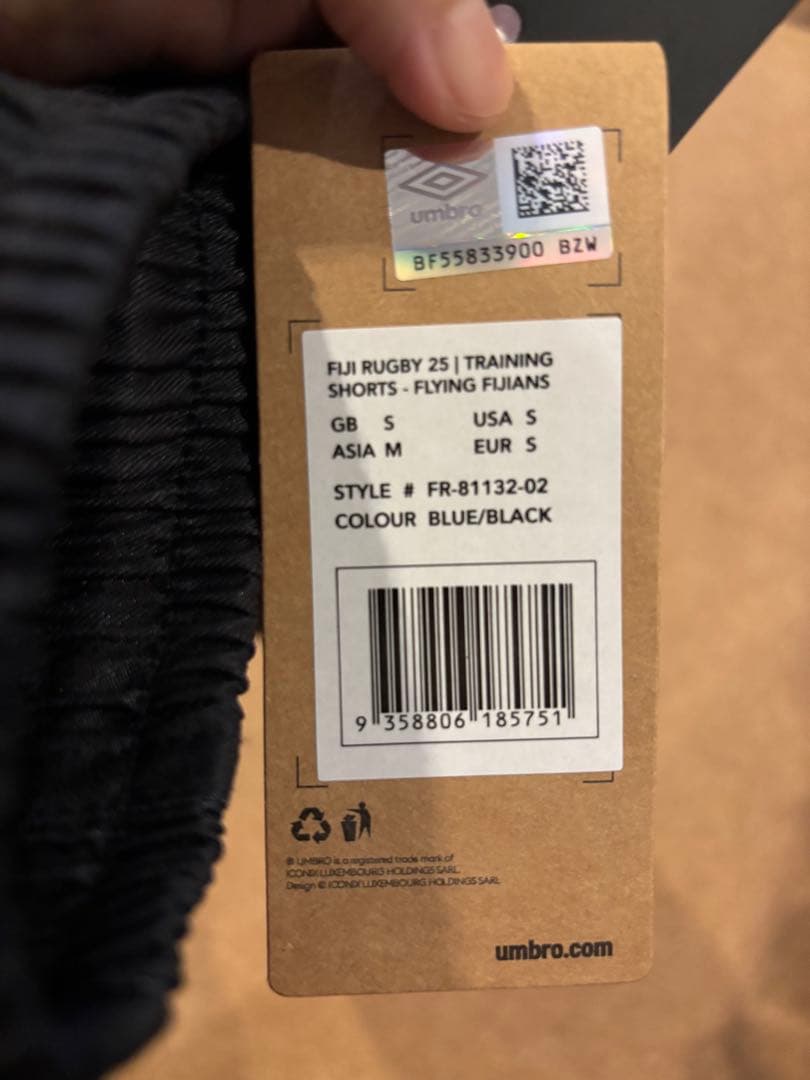 umbro
BF55833900 BZW
FIJI RUGBY 25 | TRAINING
SHORTS - FLYING FIJIANS
GB S USA S
ASIA M EUR S
STYLE # FR-81132-02
COLOUR BLUE/BLACK
9 358806 185751
® UMBRO is a registered trade mark of
ICONIX LUXEMBOURG HOLDINGS SARL.
Design © ICONIX LUXEMBOURG HOLDINGS SARL
umbro.com